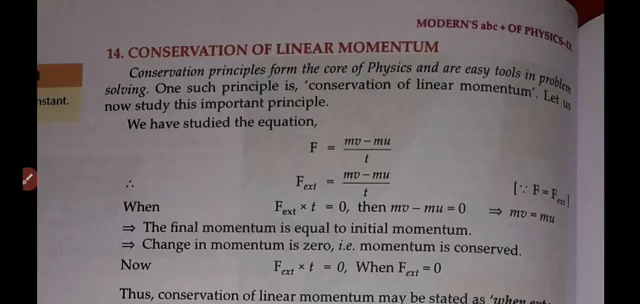 MODERN'S abc + OF PHYSICS-IX
14. CONSERVATION OF LINEAR MOMENTUM
Conservation principles form the core of Physics and are easy tools in problem
solving. One such principle is, 'conservation of linear momentum'. Let us
now study this important principle.
We have studied the equation,
F = mv – mu / t
∴ F_ext = mv – mu / t [∵ F = F_ext]
When F_ext × t = 0, then mv – mu = 0 ⇒ mv = mu
⇒ The final momentum is equal to initial momentum.
⇒ Change in momentum is zero, i.e. momentum is conserved.
Now F_ext × t = 0, When F_ext = 0
Thus, conservation of linear momentum may be stated as 'when
nstant.